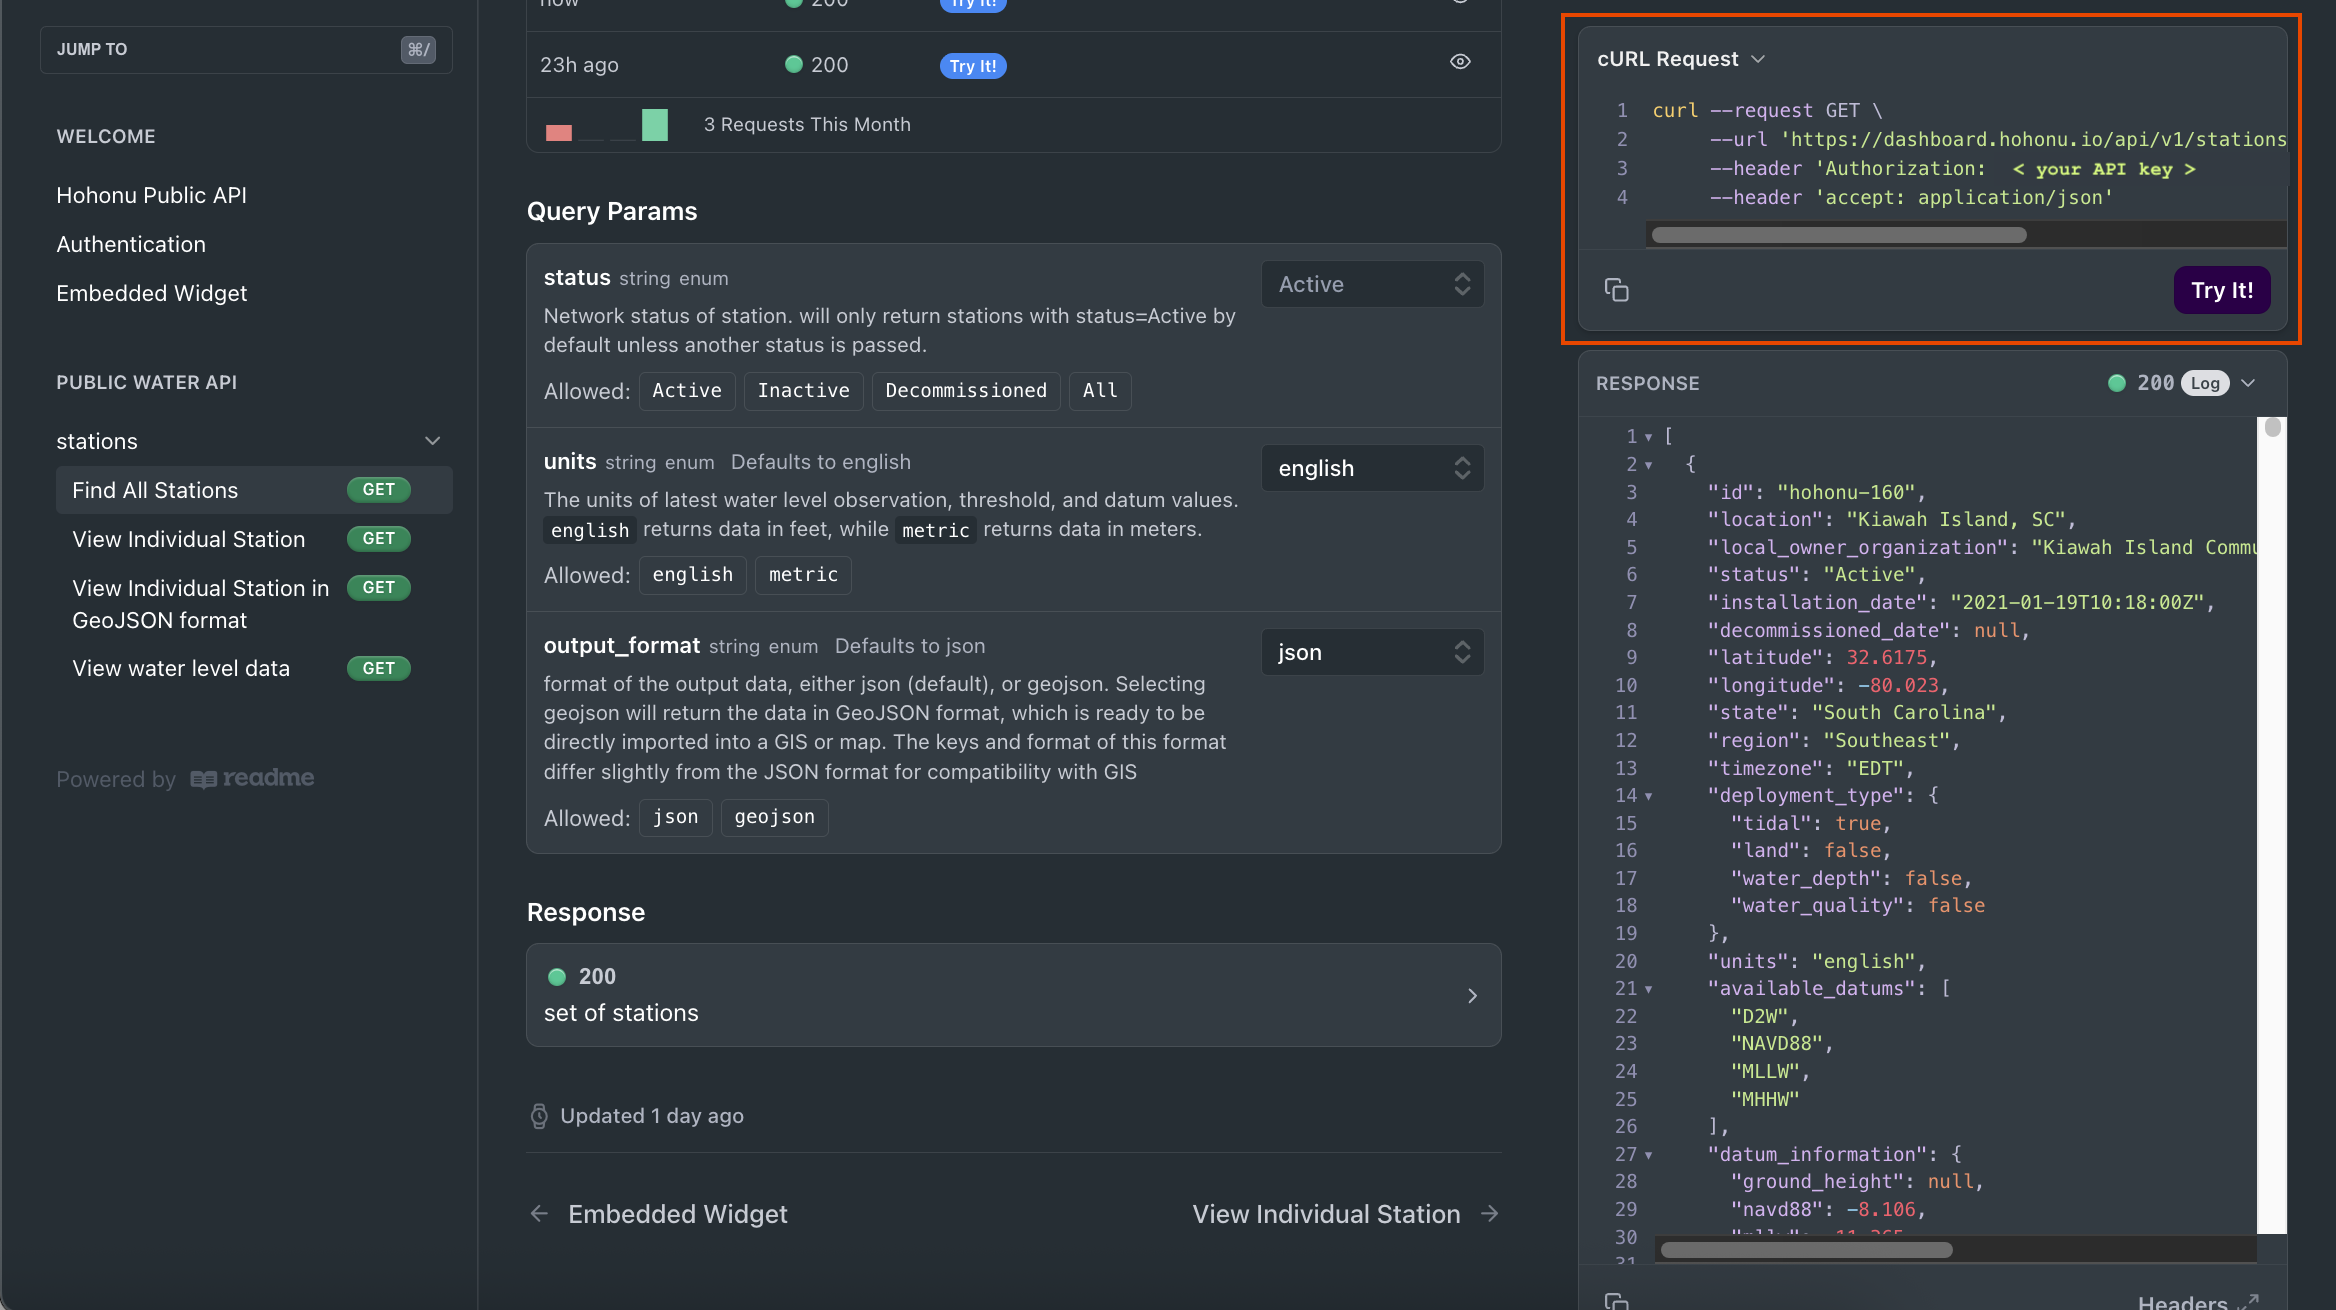 JUMP TO ⌘/
WELCOME
Hohonu Public API
Authentication
Embedded Widget
PUBLIC WATER API
stations
Find All Stations GET
View Individual Station GET
View Individual Station in GET
GeoJSON format
View water level data GET
Powered by readme
now 200 Try It!
23h ago 200 Try It!
3 Requests This Month
Query Params
status string enum Active
Network status of station. will only return stations with status=Active by
default unless another status is passed.
Allowed: Active Inactive Decommissioned All
units string enum Defaults to english english
The units of latest water level observation, threshold, and datum values.
english returns data in feet, while metric returns data in meters.
Allowed: english metric
output_format string enum Defaults to json json
format of the output data, either json (default), or geojson. Selecting
geojson will return the data in GeoJSON format, which is ready to be
directly imported into a GIS or map. The keys and format of this format
differ slightly from the JSON format for compatibility with GIS
Allowed: json geojson
Response
200
set of stations
Updated 1 day ago
← Embedded Widget View Individual Station →
cURL Request
1 curl --request GET \
2 --url 'https://dashboard.hohonu.io/api/v1/stations
3 --header 'Authorization: < your API key >
4 --header 'accept: application/json'
Try It!
RESPONSE 200 Log
1 [
2 {
3 "id": "hohonu-160",
4 "location": "Kiawah Island, SC",
5 "local_owner_organization": "Kiawah Island Commu
6 "status": "Active",
7 "installation_date": "2021-01-19T10:18:00Z",
8 "decommissioned_date": null,
9 "latitude": 32.6175,
10 "longitude": -80.023,
11 "state": "South Carolina",
12 "region": "Southeast",
13 "timezone": "EDT",
14 "deployment_type": {
15 "tidal": true,
16 "land": false,
17 "water_depth": false,
18 "water_quality": false
19 },
20 "units": "english",
21 "available_datums": [
22 "D2W",
23 "NAVD88",
24 "MLLW",
25 "MHHW"
26 ],
27 "datum_information": {
28 "ground_height": null,
29 "navd88": -8.106,
30
31
Headers